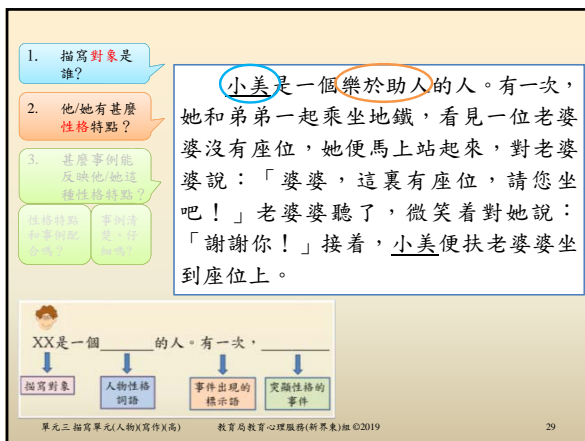 1. 描寫對象是
誰?
2. 他/她有甚麼
性格特點?
3. 甚麼事例能
反映他/她這
種性格特點?
性格特點
和事例配
合嗎?
事例清
楚、仔
細嗎?
小美是一個樂於助人的人。有一次，
她和弟弟一起乘坐地鐵，看見一位老婆
婆沒有座位，她便馬上站起來，對老婆
婆說：「婆婆，這裏有座位，請您坐
吧！」老婆婆聽了，微笑着對她說：
「謝謝你！」接着，小美便扶老婆婆坐
到座位上。
XX是一個______的人。有一次，________
描寫對象
人物性格
詞語
事件出現的
標示語
突顯性格的
事件
單元三 描寫單元(人物)(寫作)(高) 教育局教育心理服務(新界東)組 ©2019 29